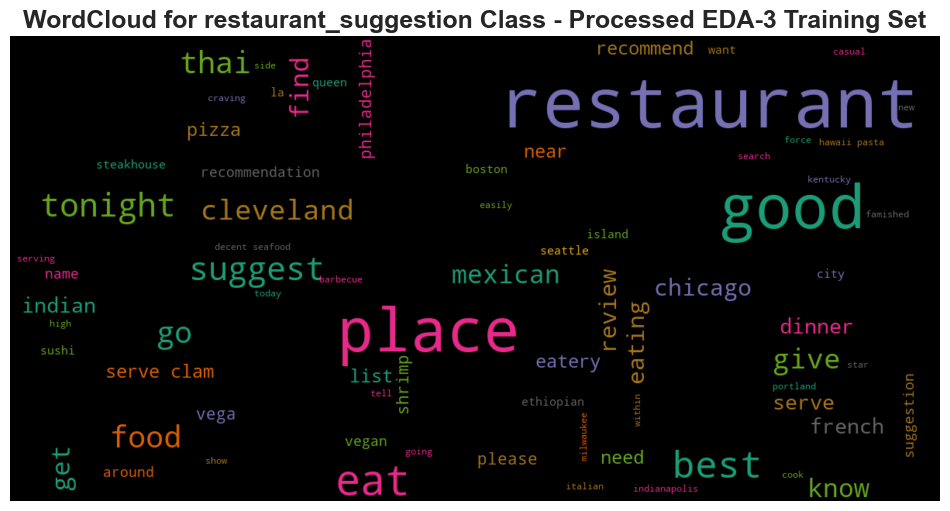 WordCloud for restaurant_suggestion Class - Processed EDA-3 Training Set
recommend want casual
thai side find queen philadelphia
restaurant
craving la new
pizza
force hawaii pasta
near search
steakhouse recommendation boston
kentucky
tonight cleveland easily good famished
island
decent seafood seattle
serving name suggest barbecue mexican city
today review chicago
indian
high go place eating dinner
sushi eatery give star
serve clam list shrimp
tell portland
vega ethiopian within serve
food french suggestion
vegan milwaukee
get around show going please need best
eat italian indianapolis cook know